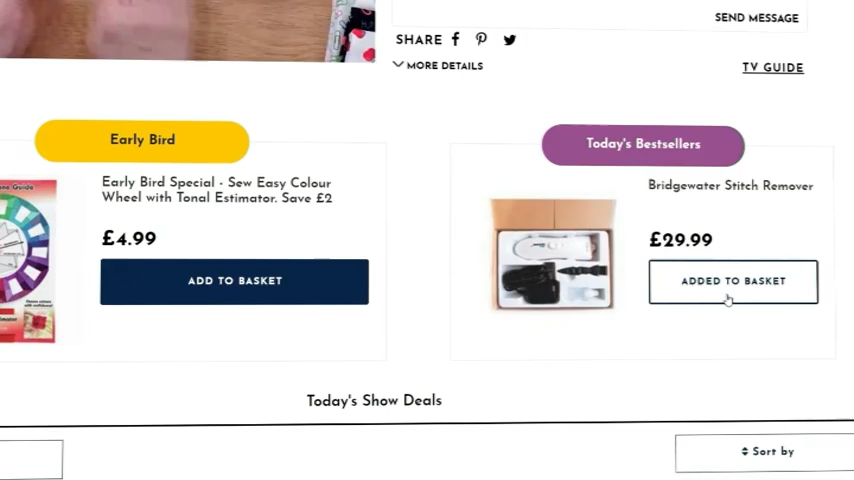 SEND MESSAGE
SHARE
MORE DETAILS
TV GUIDE
Early Bird
Today's Bestsellers
Early Bird Special - Sew Easy Colour
Wheel with Tonal Estimator. Save £2
£4.99
ADD TO BASKET
Bridgewater Stitch Remover
£29.99
ADDED TO BASKET
Today's Show Deals
Sort by